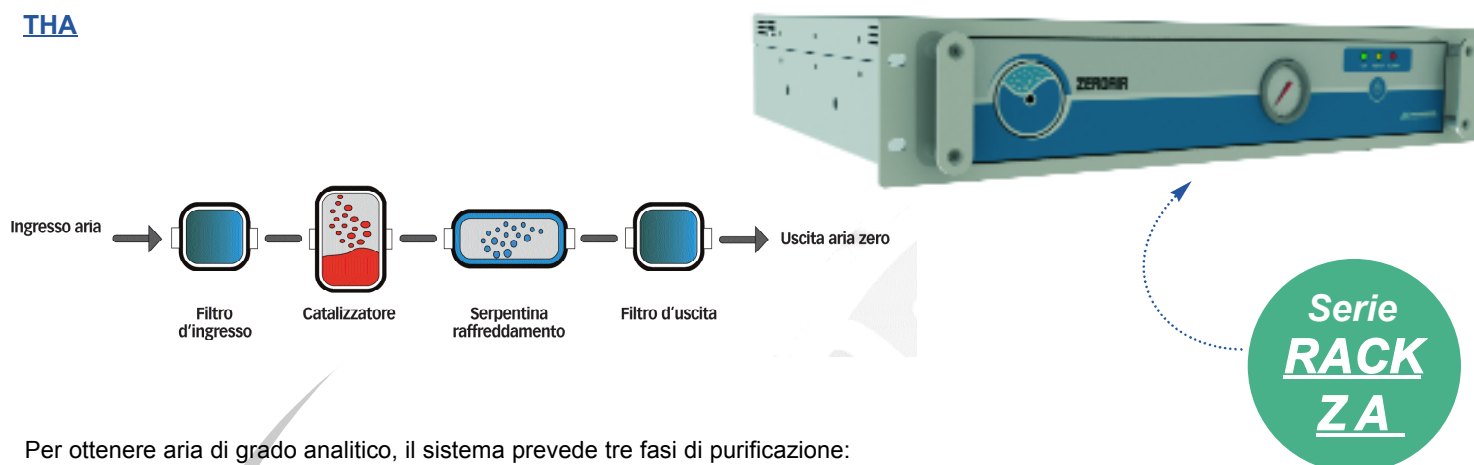 THA
ZEROAIR
Ingresso aria
Uscita aria zero
Filtro
d'ingresso
Catalizzatore
Serpentina
raffreddamento
Filtro d'uscita
Serie
RACK
Z A
Per ottenere aria di grado analitico, il sistema prevede tre fasi di purificazione: